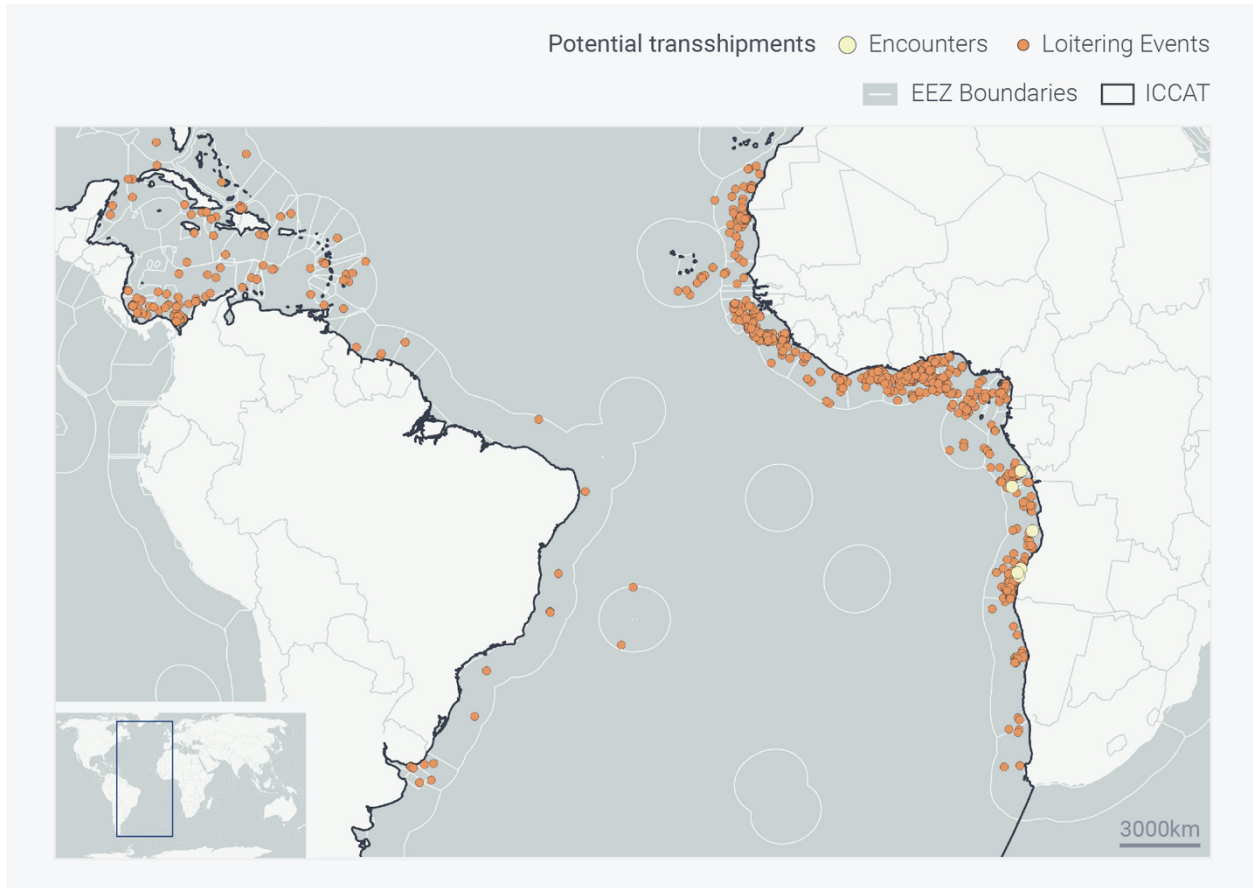 Potential transshipments Encounters Loitering Events
EEZ Boundaries ICCAT
3000km